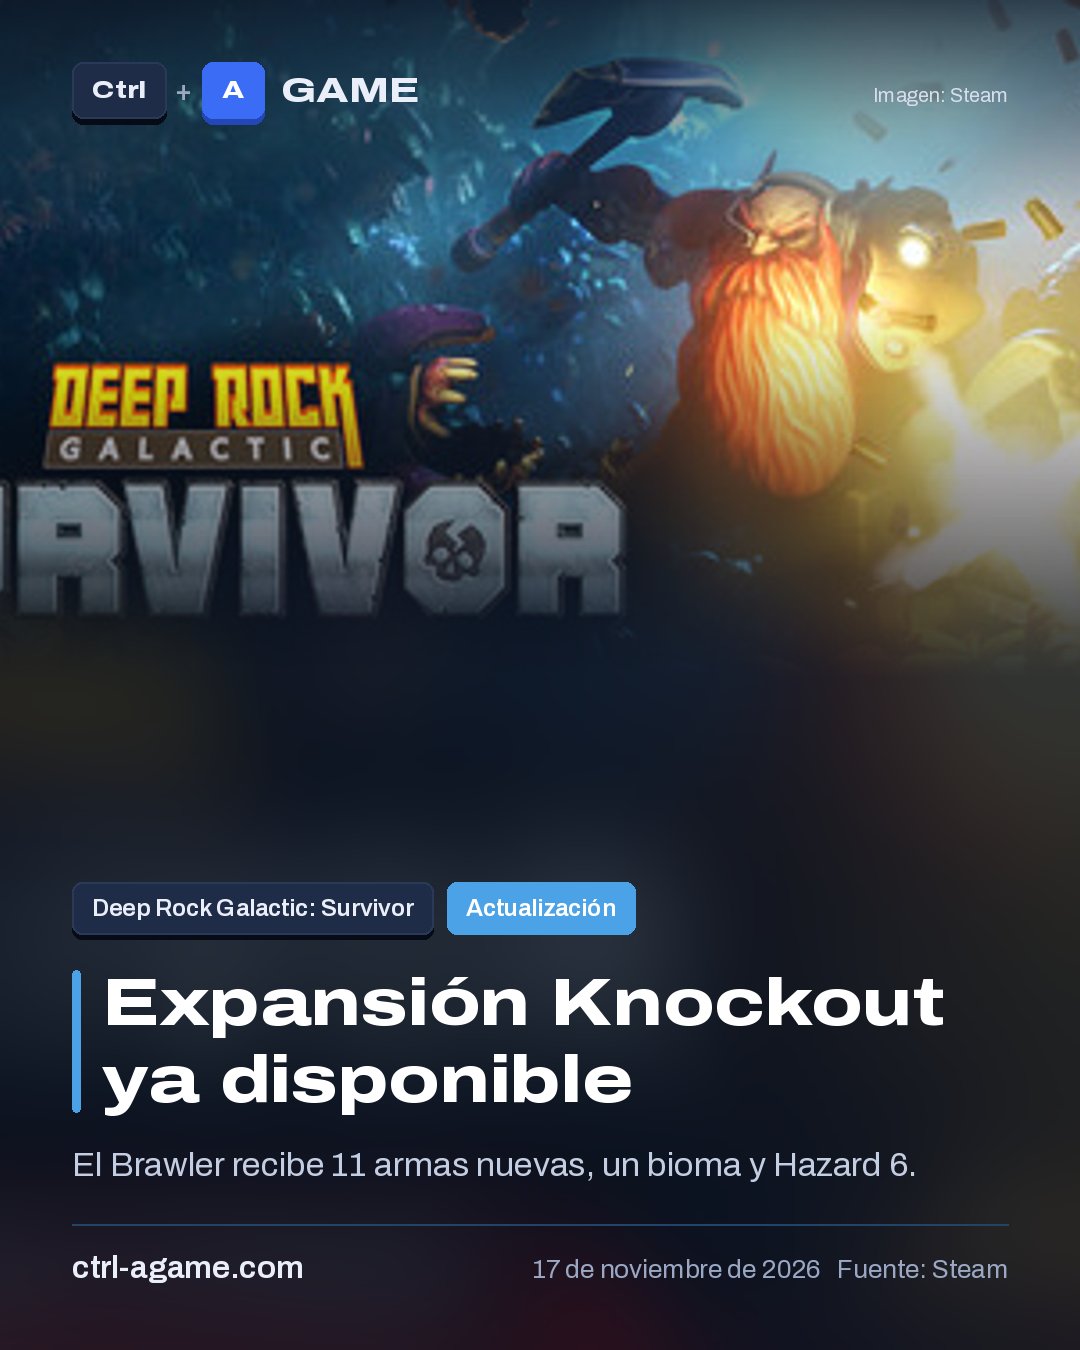 Ctrl + A GAME
Imagen: Steam
DEEP ROCK
GALACTIC
RVIVOR
Deep Rock Galactic: Survivor
Actualización
Expansión Knockout
ya disponible
El Brawler recibe 11 armas nuevas, un bioma y Hazard 6.
ctrl-agame.com
17 de noviembre de 2026 Fuente: Steam